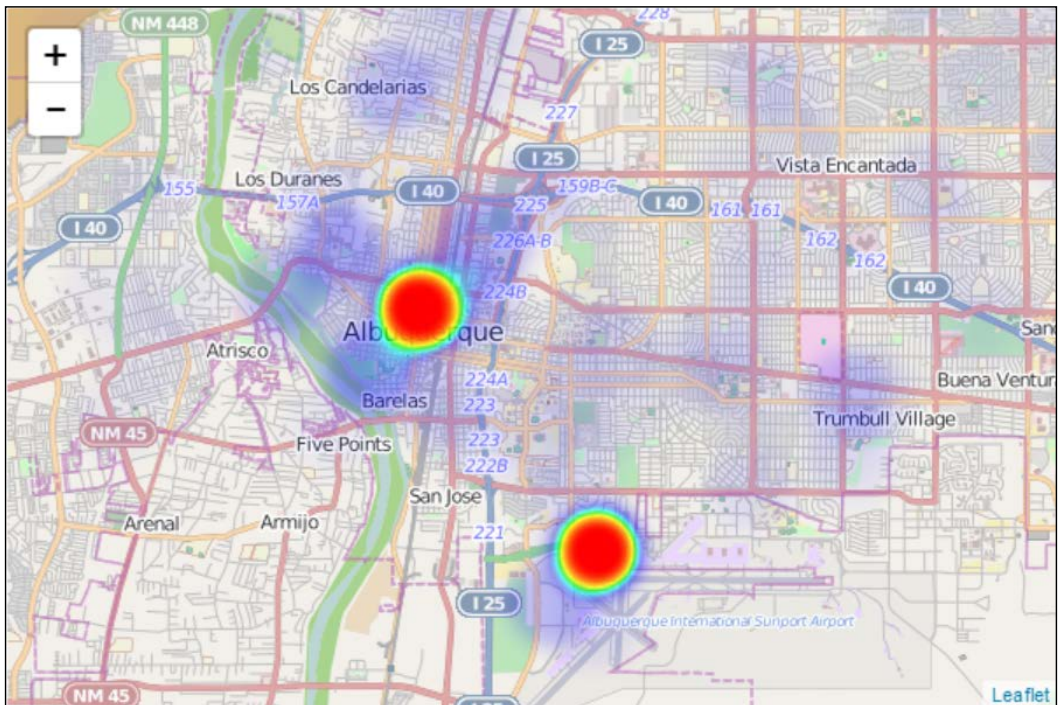 NM 448
228
I 25
+
−
Los Candelarias
227
I 25
Vista Encantada
Los Duranes
155
157A
I 40
159B-C
225
I 40
161
161
I 40
226A-B
162
162
224B
I 40
Albuquerque
San
Atrisco
224A
Buena Ventur
Barelas
223
Trumbull Village
NM 45
Five Points
223
222B
San Jose
Arenal
Armijo
221
I 25
Albuquerque International Sunport Airport
NM 45
Leaflet